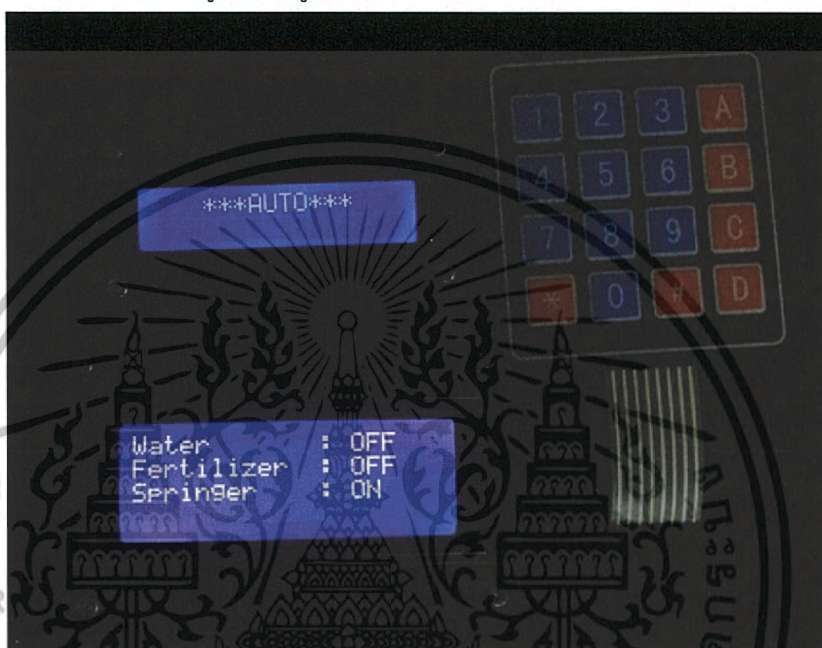 ***AUTO***
1 2 3 A
4 5 6 B
7 8 9 C
* 0 # D
Water : OFF
Fertilizer : OFF
Springer : ON